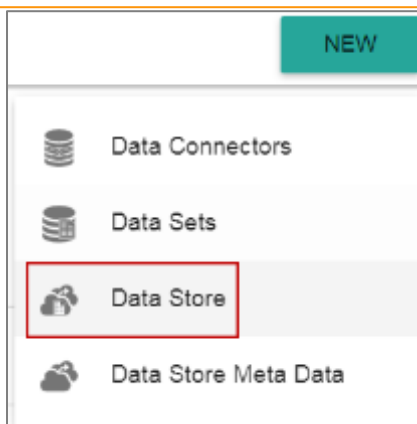 NEW
Data Connectors
Data Sets
Data Store
Data Store Meta Data